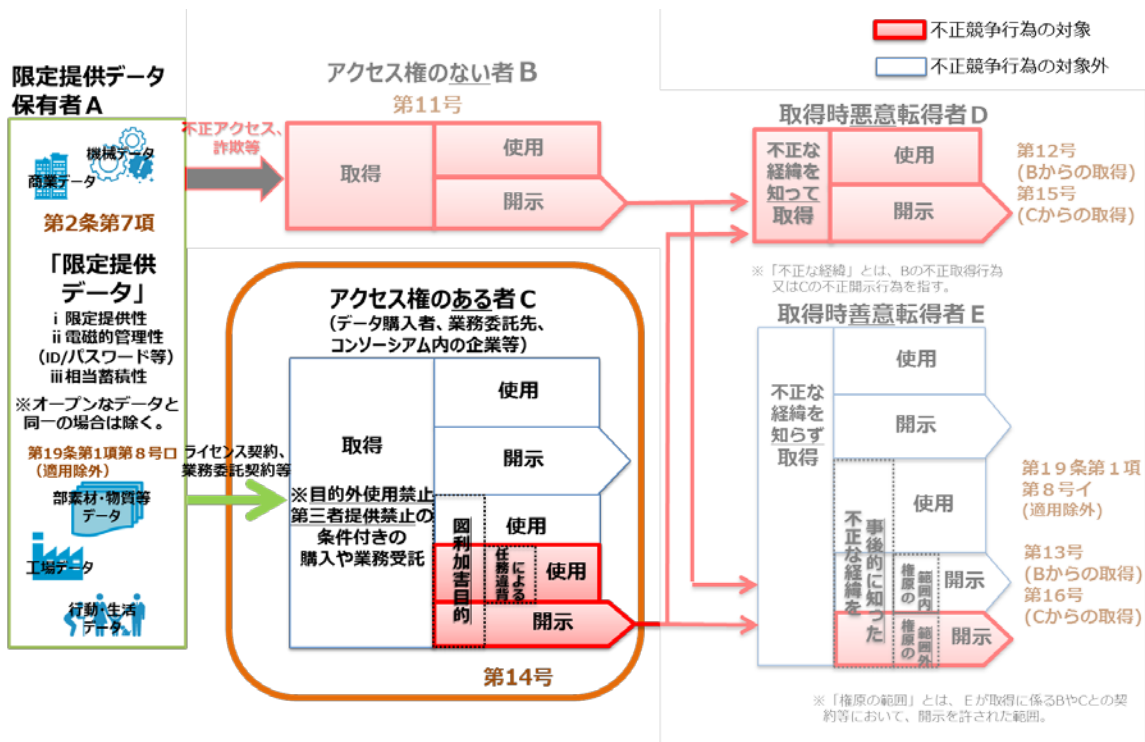 不正競争行為の対象
不正競争行為の対象外
限定提供データ
保有者A
機械データ
商業データ
第2条第7項
「限定提供
データ」
ⅰ 限定提供性
ⅱ 電磁的管理性
(ID/パスワード等)
ⅲ 相当蓄積性
※オープンなデータと
同一の場合は除く。
第19条第1項第8号ロ
(適用除外)
部素材・物質等
データ
工場データ
行動・生活
データ
不正アクセス、
詐欺等
ライセンス契約、
業務委託契約等
アクセス権のない者B
第11号
取得
使用
開示
アクセス権のある者C
(データ購入者、業務委託先、
コンソーシアム内の企業等)
取得
※目的外使用禁止
第三者提供禁止の
条件付きの
購入や業務受託
使用
開示
使用
図利加害目的
による
任務違背
使用
開示
第14号
取得時悪意転得者D
不正な
経緯を
知って
取得
使用
開示
第12号
(Bからの取得)
第15号
(Cからの取得)
※「不正な経緯」とは、Bの不正取得行為
又はCの不正開示行為を指す。
取得時善意転得者E
不正な
経緯を
知らず
取得
使用
開示
使用
事後的に知った
不正な経緯を
範囲内
権原の
開示
範囲外
権原の
開示
第19条第1項
第8号イ
(適用除外)
第13号
(Bからの取得)
第16号
(Cからの取得)
※「権原の範囲」とは、Eが取得に係るBやCとの契
約等において、開示を許された範囲。